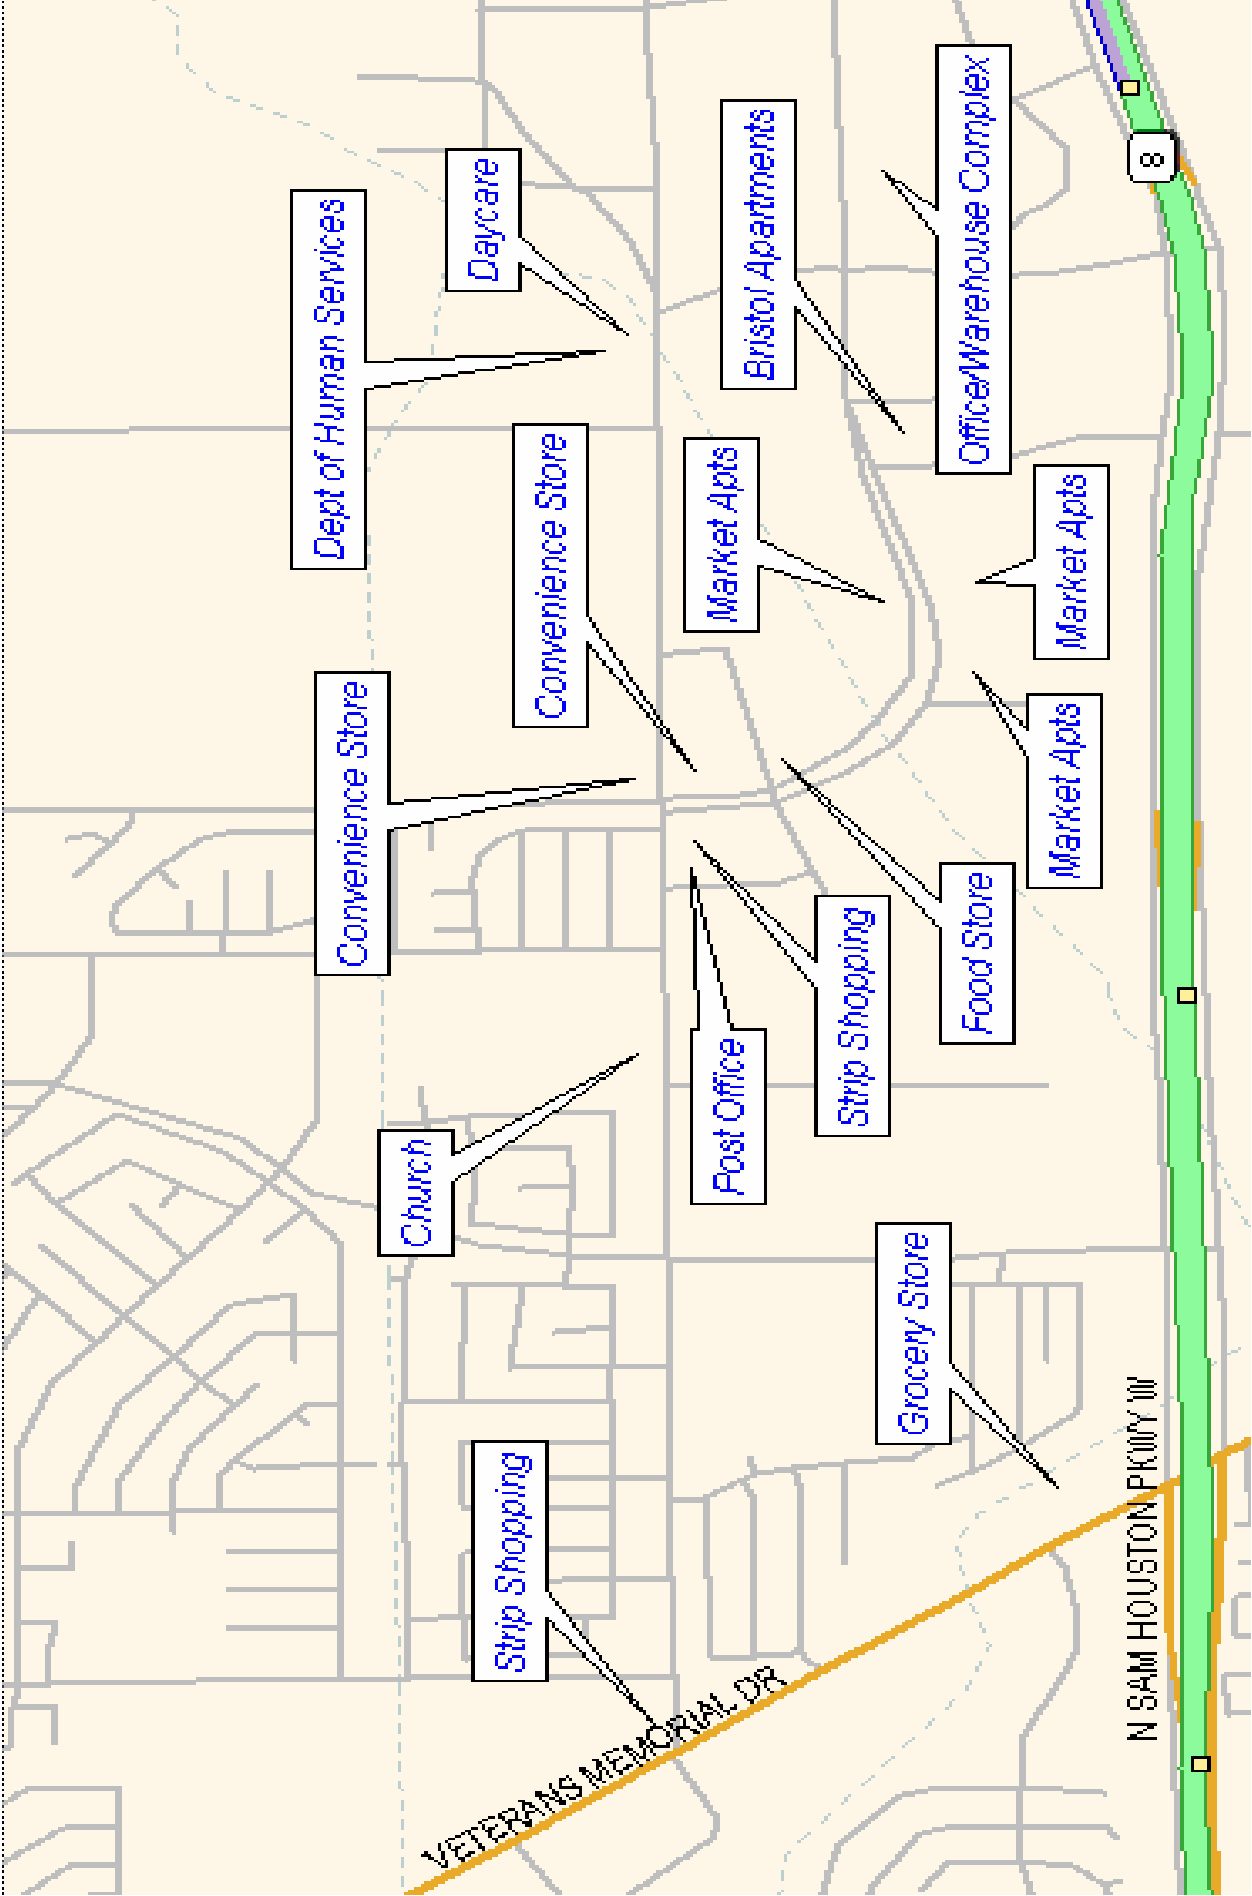 Dept of Human Services
Daycare
Bristol Apartments
Office/Warehouse Complex
8
Convenience Store
Convenience Store
Market Apts
Market Apts
Market Apts
Church
Post Office
Strip Shopping
Food Store
Grocery Store
Strip Shopping
VETERANS MEMORIAL DR
N SAM HOUSTON PKWY W